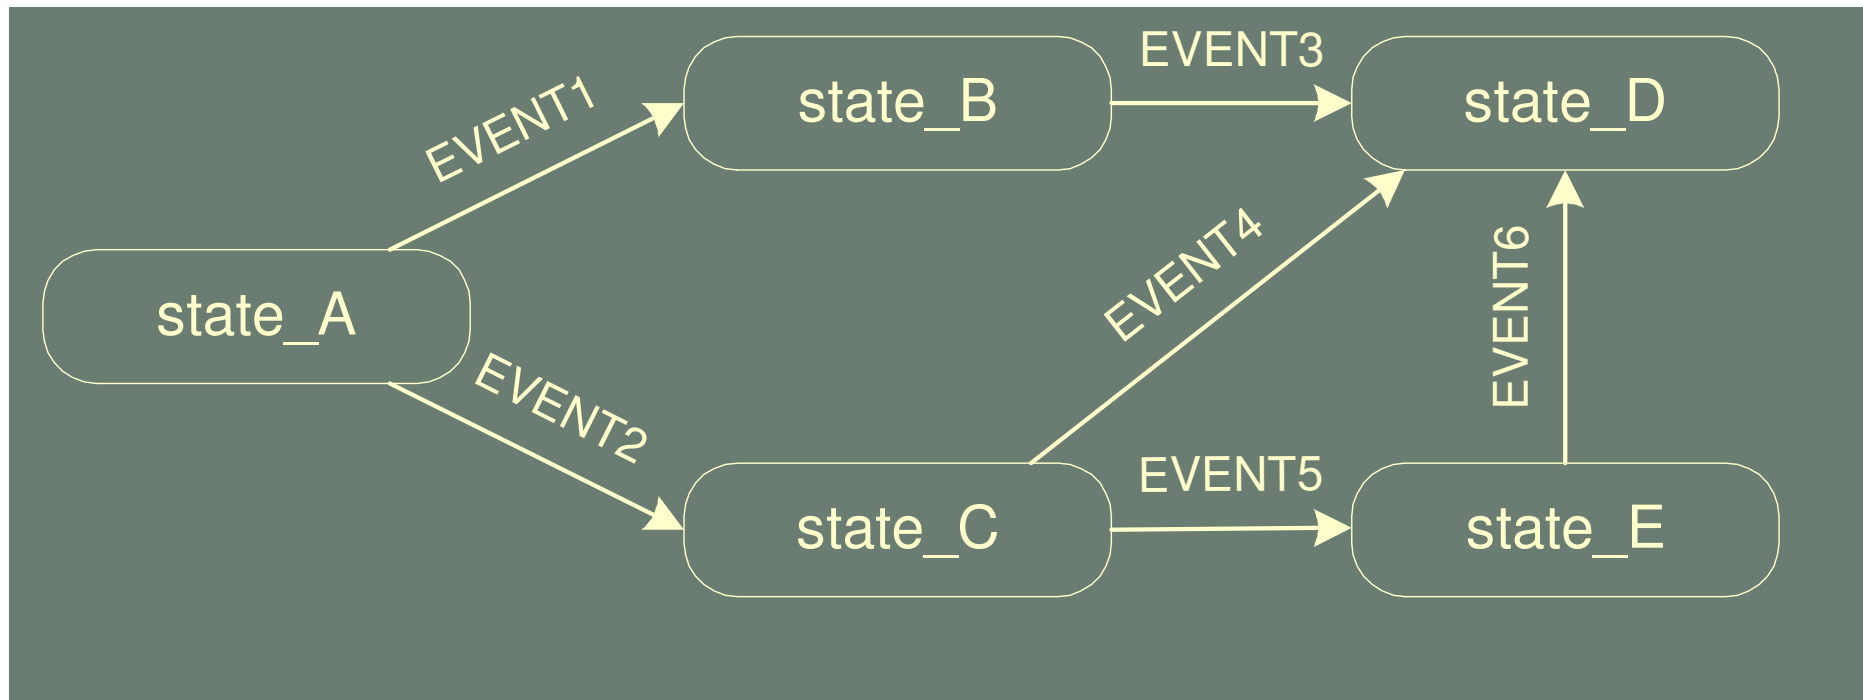 EVENT1
state_B
EVENT3
state_D
state_A
EVENT2
EVENT4
EVENT6
state_C
EVENT5
state_E